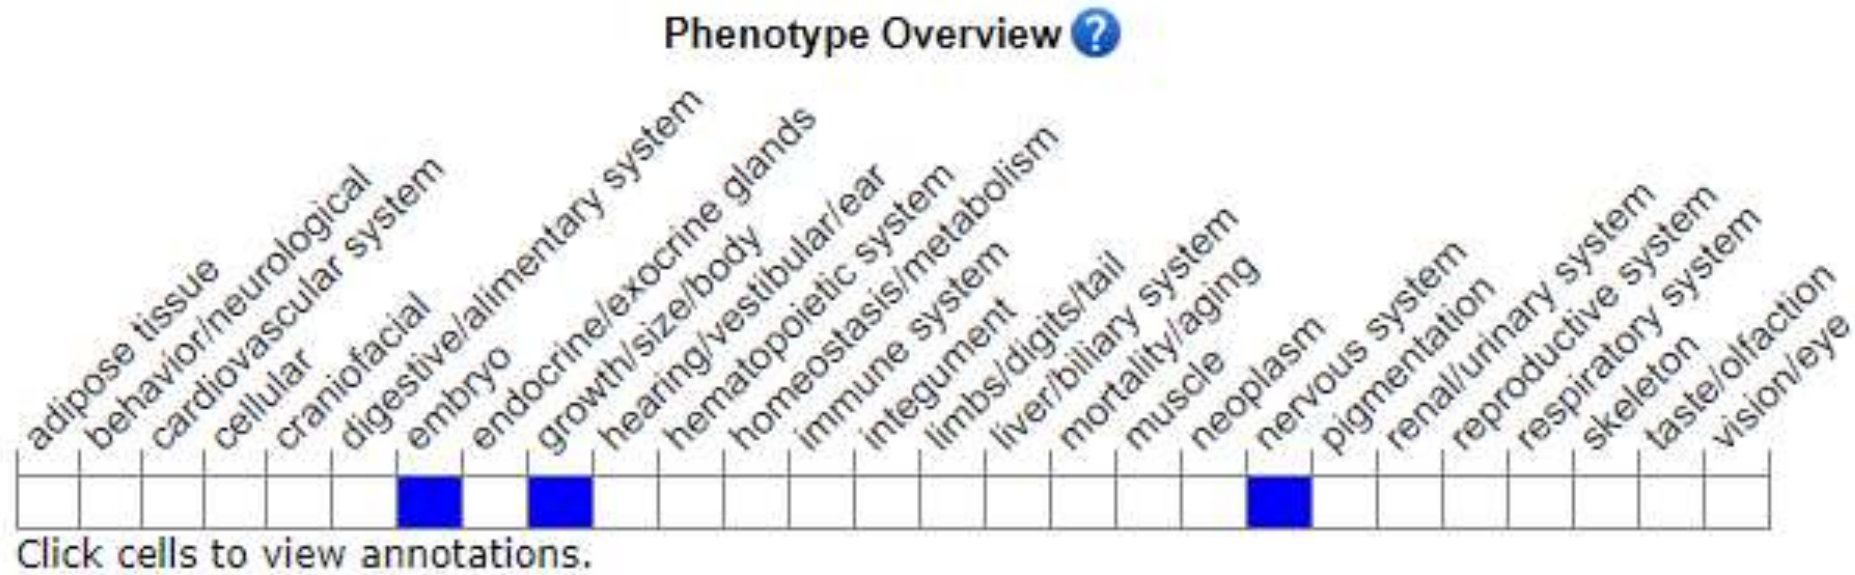 Phenotype Overview ?
adipose tissue
behavior/neurological
cardiovascular system
cellular
craniofacial
digestive/alimentary system
embryo
endocrine/exocrine glands
growth/size/body
hearing/vestibular/ear
hematopoietic system
homeostasis/metabolism
immune system
integument
limbs/digits/tail
liver/biliary system
mortality/aging
muscle
neoplasm
nervous system
pigmentation
renal/urinary system
reproductive system
respiratory system
skeleton
taste/olfaction
vision/eye
Click cells to view annotations.